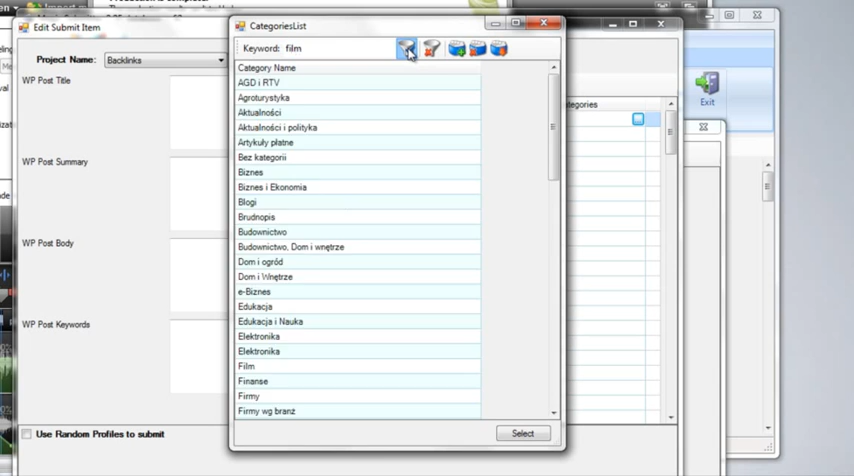 Edit Submit Item
Project Name: Backlinks
WP Post Title
WP Post Summary
WP Post Body
WP Post Keywords
Use Random Profiles to submit
CategoriesList
Keyword: film
Category Name
AGD i RTV
Agroturystyka
Aktualności
Aktualności i polityka
Artykuły płatne
Bez kategorii
Biznes
Biznes i Ekonomia
Blogi
Brudnopis
Budownictwo
Budownictwo, Dom i wnętrze
Dom i ogród
Dom i Wnętrze
e-Biznes
Edukacja
Edukacja i Nauka
Elektronika
Elektronika
Film
Finanse
Firmy
Firmy wg branż
Select
Exit